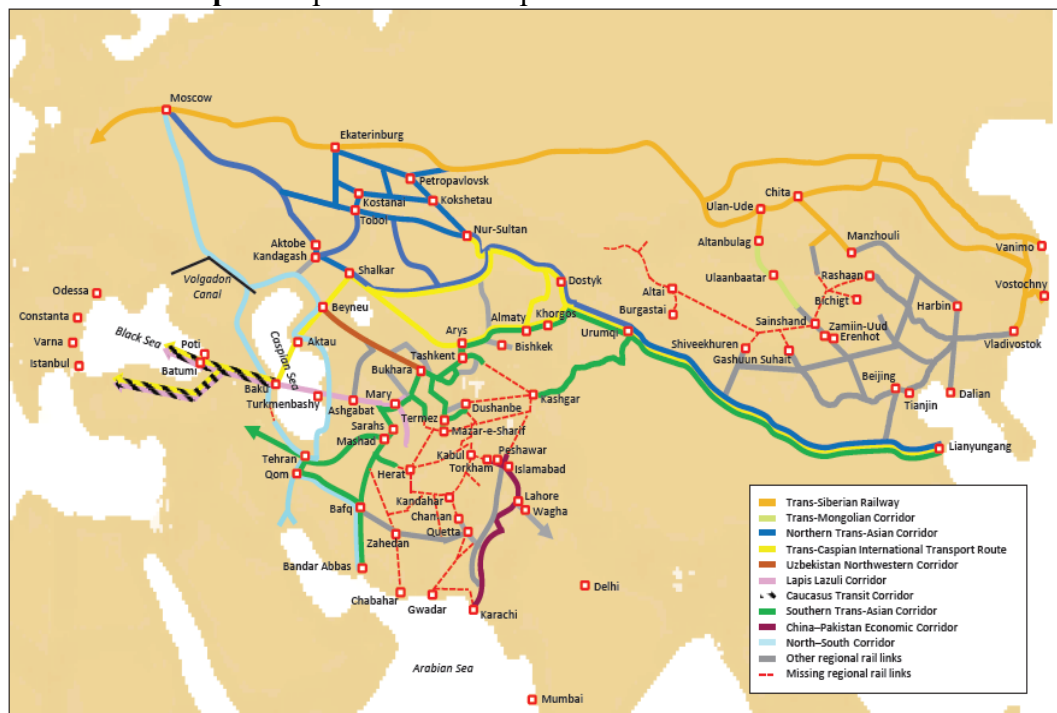 Moscow
Ekaterinburg
Petropavlovsk
Kostanai
Kokshetau
Tobol
Nur-Sultan
Aktobe
Kandagash
Shalkar
Volgadon
Canal
Beyneu
Aktau
Odessa
Constanta
Varna
Istanbul
Black Sea
Poti
Batumi
Caspian Sea
Baku
Turkmenbashy
Ashgabat
Mary
Bukhara
Arys
Tashkent
Almaty
Khorgos
Bishkek
Dostyk
Urumqi
Kashgar
Dushanbe
Termez
Mazar-e-Sharif
Sarahs
Mashad
Tehran
Qom
Herat
Kabul
Torkham
Peshawar
Islamabad
Lahore
Wagha
Kandahar
Chaman
Quetta
Bafq
Zahedan
Bandar Abbas
Chabahar
Gwadar
Karachi
Delhi
Mumbai
Arabian Sea
Chita
Ulan-Ude
Altanbulag
Ulaanbaatar
Manzhouli
Rashaan
Bichigt
Altai
Burgastai
Sainshand
Zamiin-Uud
Erenhot
Shiveekhuren
Gashuun Suhait
Harbin
Vanimo
Vostochny
Vladivostok
Beijing
Tianjin
Dalian
Lianyungang
Trans-Siberian Railway
Trans-Mongolian Corridor
Northern Trans-Asian Corridor
Trans-Caspian International Transport Route
Uzbekistan Northwestern Corridor
Lapis Lazuli Corridor
Caucasus Transit Corridor
Southern Trans-Asian Corridor
China–Pakistan Economic Corridor
North–South Corridor
Other regional rail links
Missing regional rail links